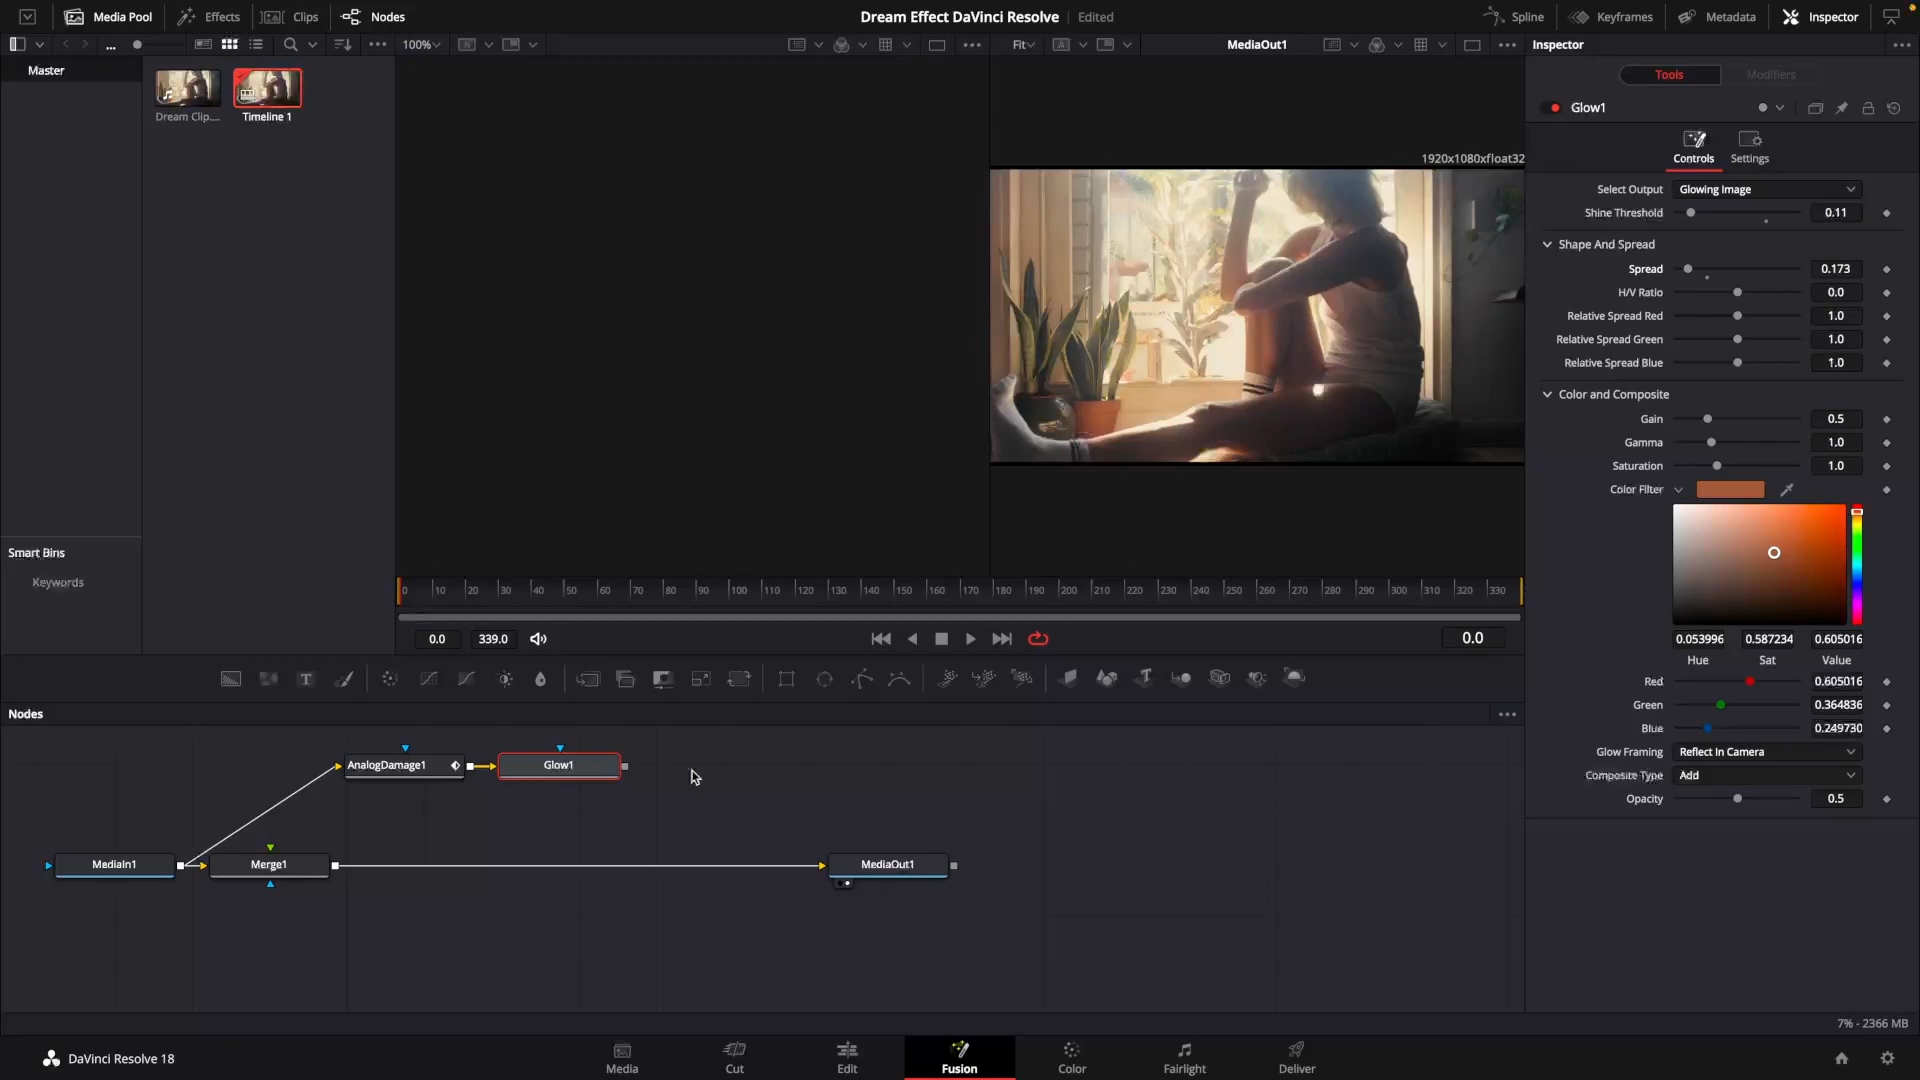 Media Pool
Effects
Clips
Nodes
Dream Effect DaVinci Resolve
Edited
Spline
Keyframes
Metadata
Inspector
...
100%
Fit
MediaOut1
Inspector
Master
Tools
Modifiers
Dream Clip....
Timeline 1
Glow1
1920x1080xfloat32
Controls
Settings
Select Output
Glowing Image
Shine Threshold
0.11
Shape And Spread
Spread
0.173
H/V Ratio
0.0
Relative Spread Red
1.0
Relative Spread Green
1.0
Relative Spread Blue
1.0
Color and Composite
Gain
0.5
Gamma
1.0
Saturation
1.0
Color Filter
Smart Bins
Keywords
0 10 20 30 40 50 60 70 80 90 100 110 120 130 140 150 160 170 180 190 200 210 220 230 240 250 260 270 280 290 300 310 320 330
0.0
339.0
0.0
0.053996
0.587234
0.605016
Hue
Sat
Value
Red
0.605016
Green
0.364836
Blue
0.249730
Glow Framing
Reflect In Camera
Composite Type
Add
Opacity
0.5
T
T
Nodes
AnalogDamage1
Glow1
MediaIn1
Merge1
MediaOut1
7% - 2366 MB
DaVinci Resolve 18
Media
Cut
Edit
Fusion
Color
Fairlight
Deliver